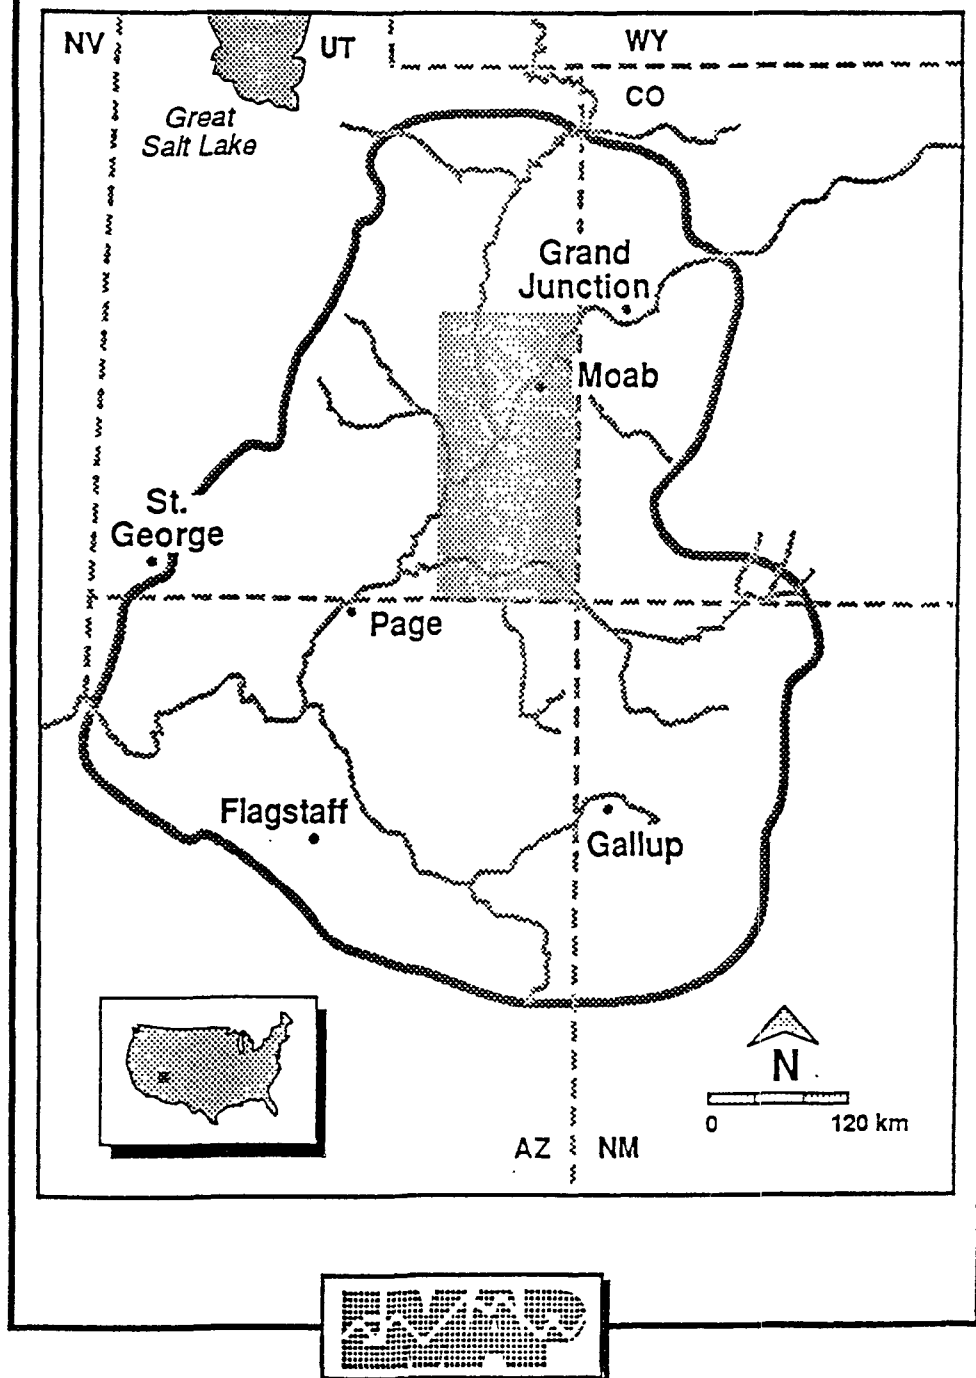 NV
UT
WY
CO
Great
Salt Lake
Grand
Junction
Moab
St.
George
Page
Flagstaff
Gallup
N
0
120 km
AZ
NM